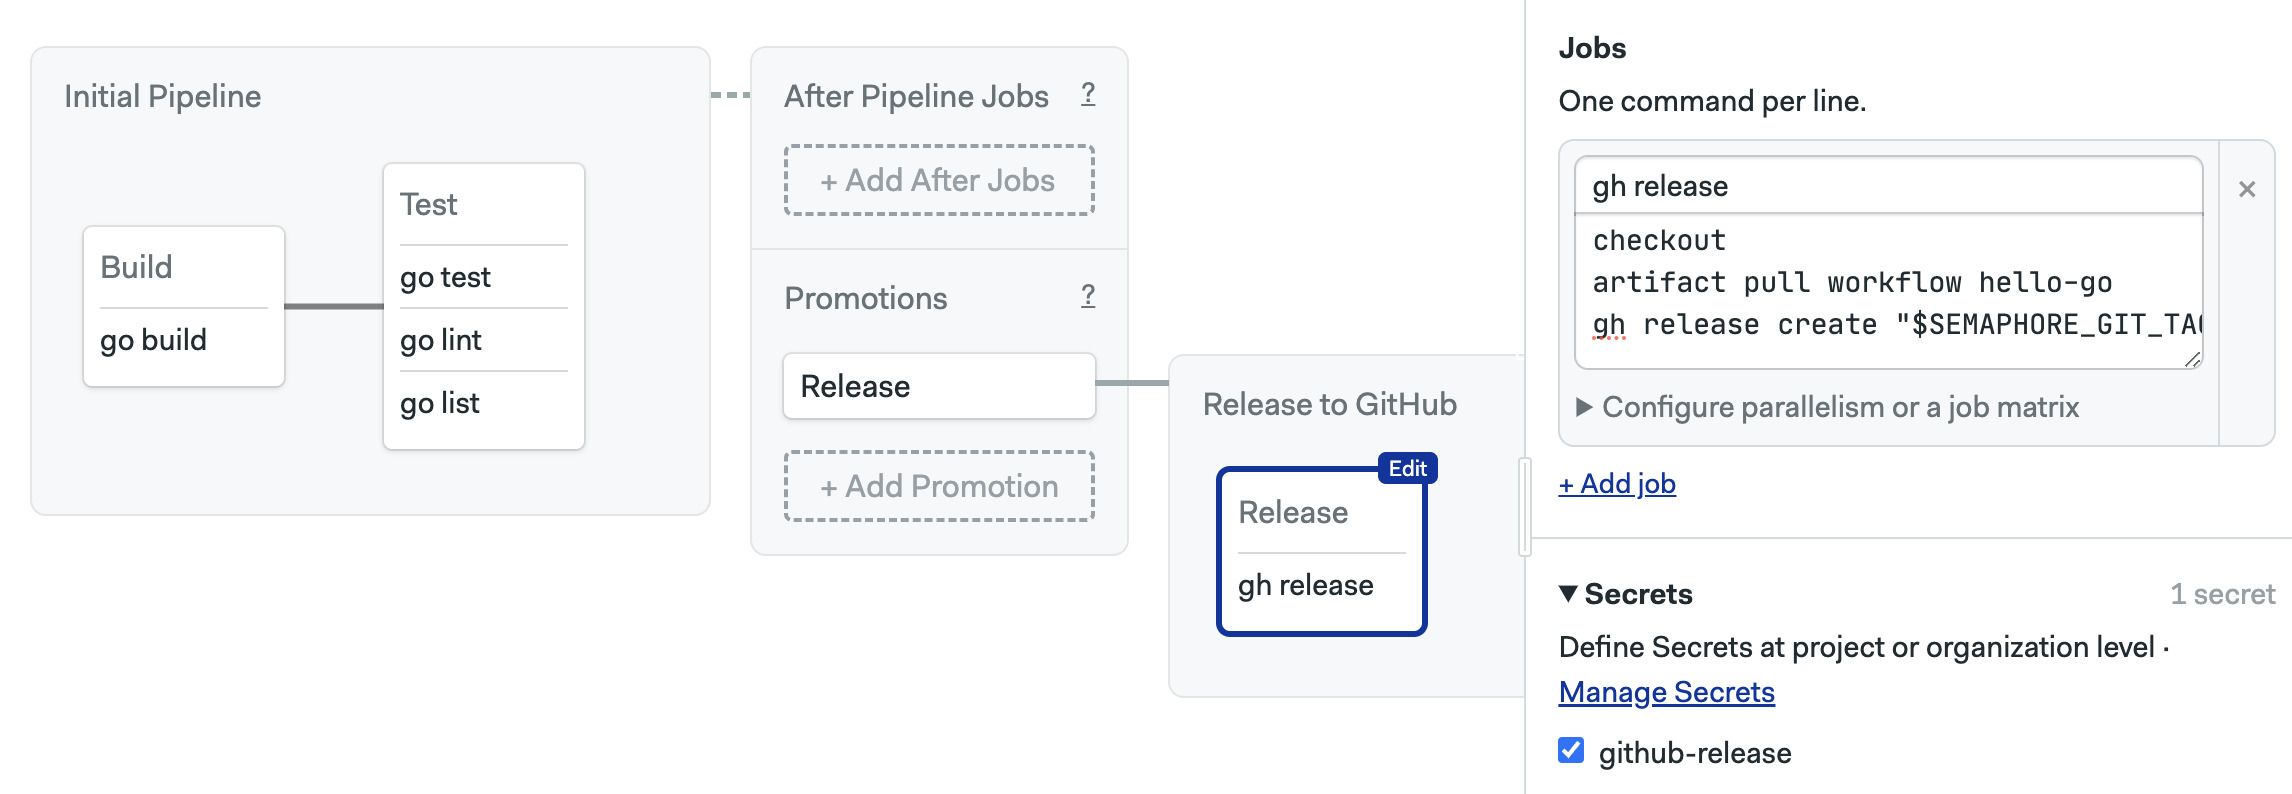 Initial Pipeline
Build
go build
Test
go test
go lint
go list
After Pipeline Jobs ?
+ Add After Jobs
Promotions ?
Release
+ Add Promotion
Release to GitHub
Edit
Release
gh release
Jobs
One command per line.
gh release
×
checkout
artifact pull workflow hello-go
gh release create "$SEMAPHORE_GIT_TA
▶ Configure parallelism or a job matrix
+ Add job
▼ Secrets 1 secret
Define Secrets at project or organization level ·
Manage Secrets
github-release